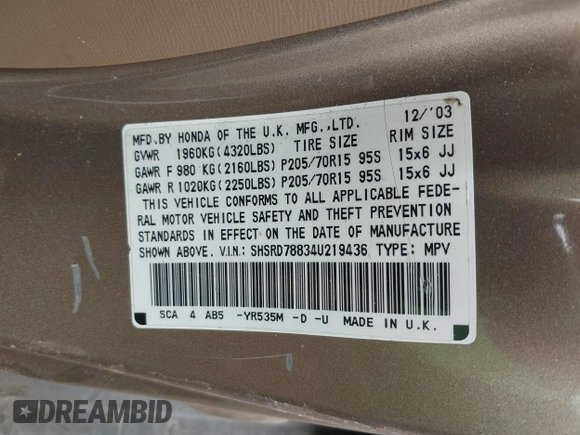 12/'03
MFD.BY HONDA OF THE U.K. MFG.,LTD.
GVWR 1960KG(4320LBS) TIRE SIZE RIM SIZE
GAWR F 980 KG(2160LBS) P205/70R15 95S 15x6 JJ
GAWR R 1020KG(2250LBS) P205/70R15 95S 15x6 JJ
THIS VEHICLE CONFORMS TO ALL APPLICABLE FEDE-
RAL MOTOR VEHICLE SAFETY AND THEFT PREVENTION
STANDARDS IN EFFECT ON THE DATE OF MANUFACTURE
SHOWN ABOVE. V.I.N.: SHSRD78834U219436 TYPE: MPV
SCA 4 AB5 -YR535M -D -U MADE IN U.K.
DREAMBID